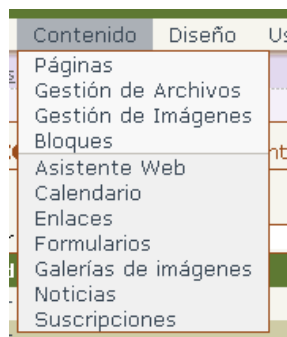 Contenido Diseño
Páginas
Gestión de Archivos
Gestión de Imágenes
Bloques
Asistente Web
Calendario
Enlaces
Formularios
Galerías de imágenes
Noticias
Suscripciones